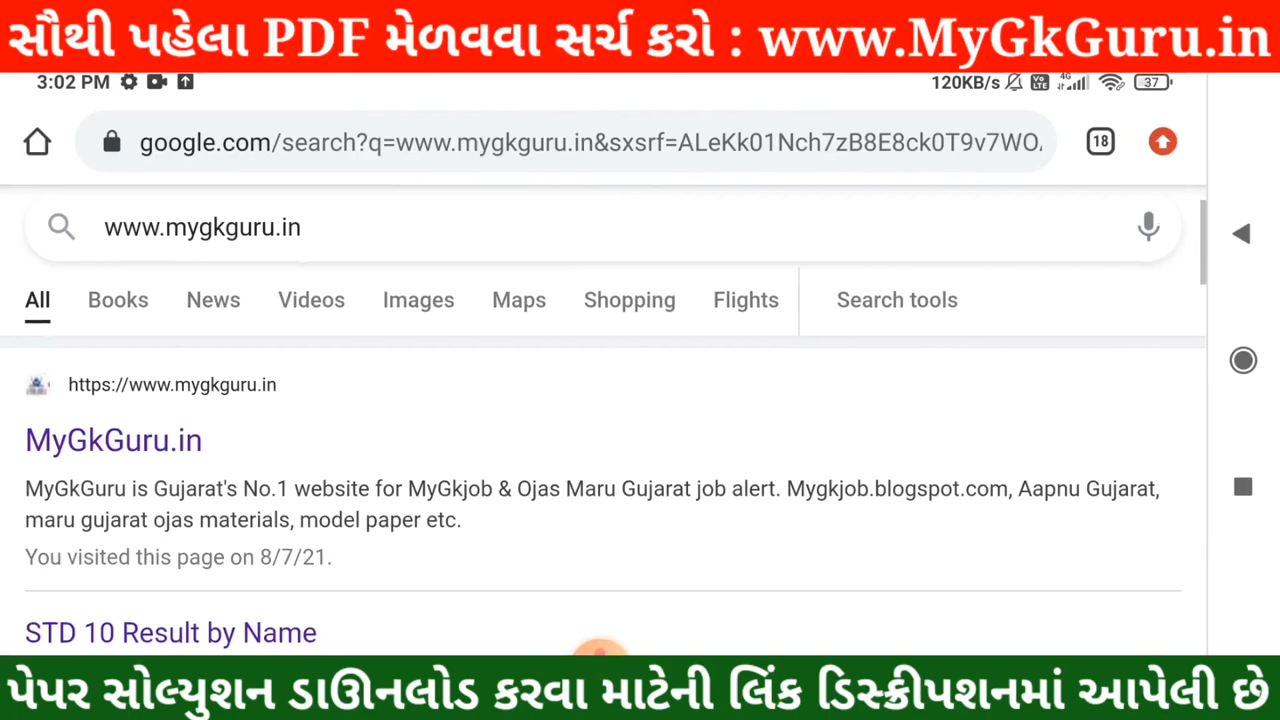 સૌથી પહેલા PDF મેળવવા સર્ચ કરો : www.MyGkGuru.in
3:02 PM 120KB/s Vo LTE 4G 37
google.com/search?q=www.mygkguru.in&sxsrf=ALeKk01Nch7zB8E8ck0T9v7WO 18
www.mygkguru.in
All Books News Videos Images Maps Shopping Flights Search tools
https://www.mygkguru.in
MyGkGuru.in
MyGkGuru is Gujarat's No.1 website for MyGkjob & Ojas Maru Gujarat job alert. Mygkjob.blogspot.com, Aapnu Gujarat,
maru gujarat ojas materials, model paper etc.
You visited this page on 8/7/21.
STD 10 Result by Name
પેપર સોલ્યુશન ડાઊનલોડ કરવા માટેની લિંક ડિસ્ક્રીપશનમાં આપેલી છે